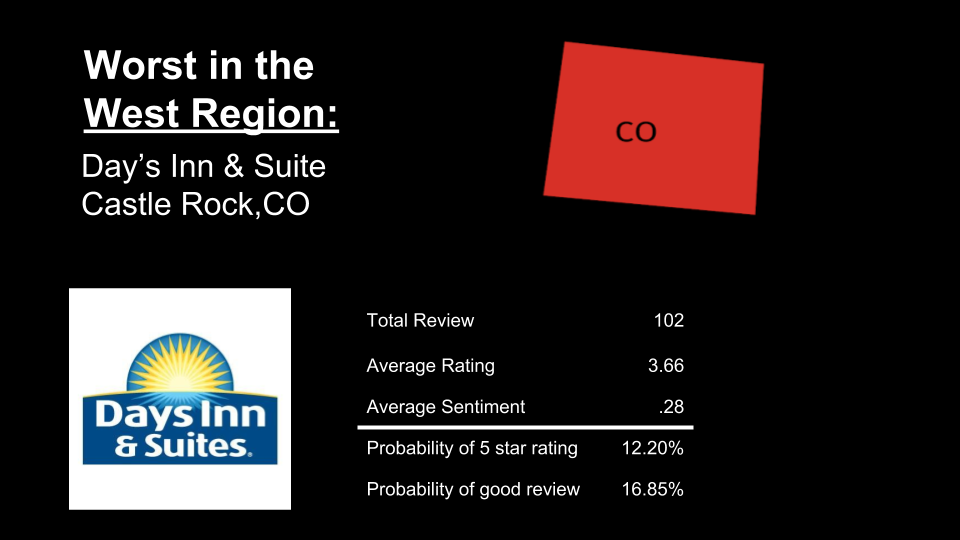 Worst in the
West Region:
Day’s Inn & Suite
Castle Rock,CO
CO
Days Inn
& Suites.
Total Review 102
Average Rating 3.66
Average Sentiment .28
Probability of 5 star rating 12.20%
Probability of good review 16.85%